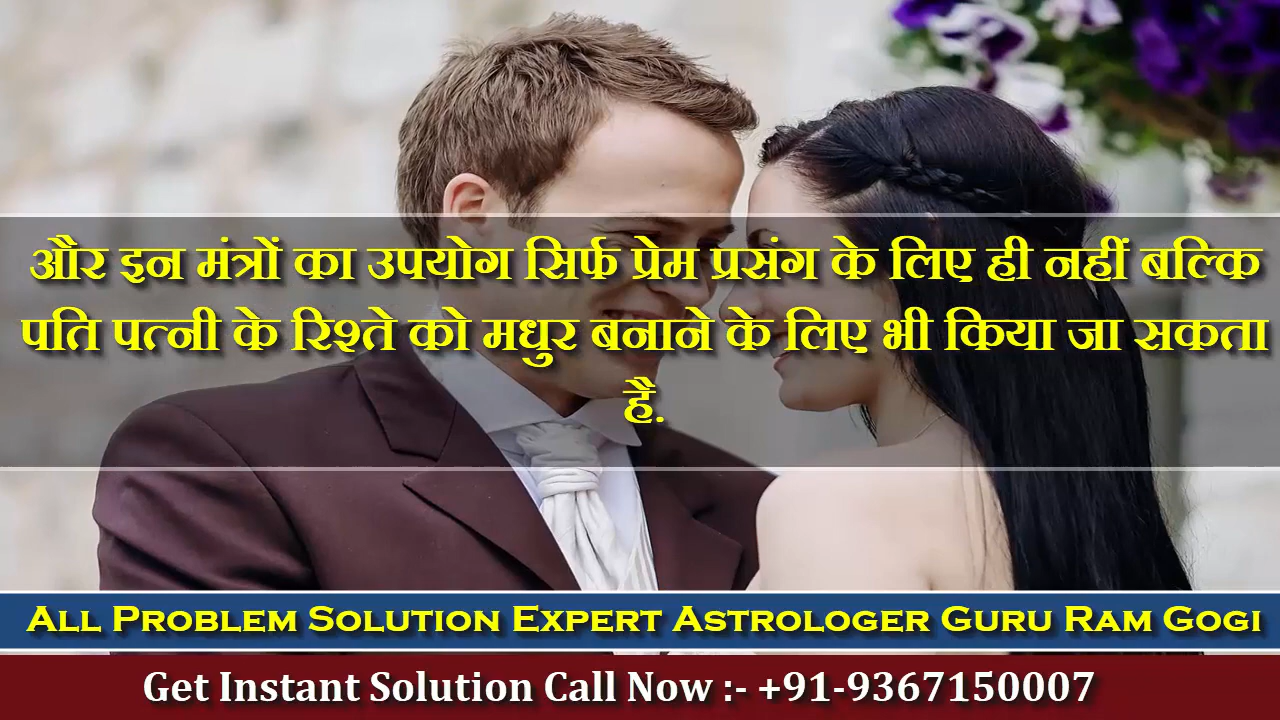 और इन मंत्रों का उपयोग सिर्फ प्रेम प्रसंग के लिए ही नहीं बल्कि
पति पत्नी के रिश्ते को मधुर बनाने के लिए भी किया जा सकता
है.
All Problem Solution Expert Astrologer Guru Ram Gogi
Get Instant Solution Call Now :- +91-9367150007